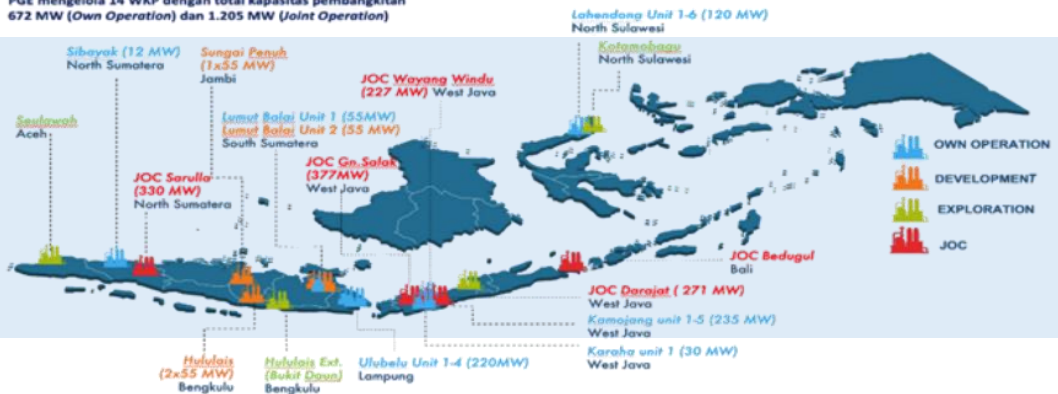 PGE mengelola 14 WKP dengan total kapasitas pembangkitan
672 MW (Own Operation) dan 1.205 MW (Joint Operation)
Lahendong Unit 1-6 (120 MW)
North Sulawesi
Kotamobagu
North Sulawesi
Sibayak (12 MW)
North Sumatera
Sungai Penuh
(1x55 MW)
Jambi
JOC Wayang Windu
(227 MW) West Java
Seulawah
Aceh
Lumut Balai Unit 1 (55MW)
Lumut Balai Unit 2 (55 MW)
South Sumatera
JOC Gn.Salak
(377MW)
West Java
JOC Sarulla
(330 MW)
North Sumatera
OWN OPERATION
DEVELOPMENT
EXPLORATION
JOC
JOC Bedugul
Bali
JOC Darajat ( 271 MW)
West Java
Kamojang unit 1-5 (235 MW)
West Java
Karaha unit 1 (30 MW)
West Java
Hululais
(2x55 MW)
Bengkulu
Hululais Ext.
(Bukit Daun)
Bengkulu
Ulubelu Unit 1-4 (220MW)
Lampung